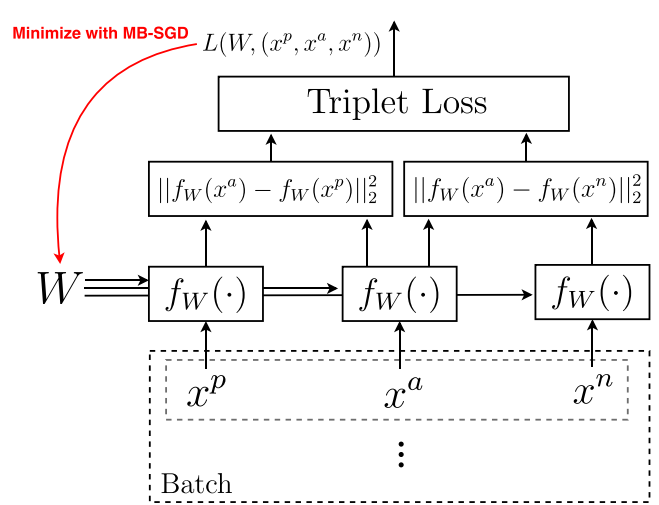 Minimize with MB-SGD
L(W, (x^p, x^a, x^n))
Triplet Loss
||f_W(x^a) − f_W(x^p)||_2^2
||f_W(x^a) − f_W(x^n)||_2^2
W
f_W(·)
f_W(·)
f_W(·)
x^p
x^a
x^n
⋮
Batch